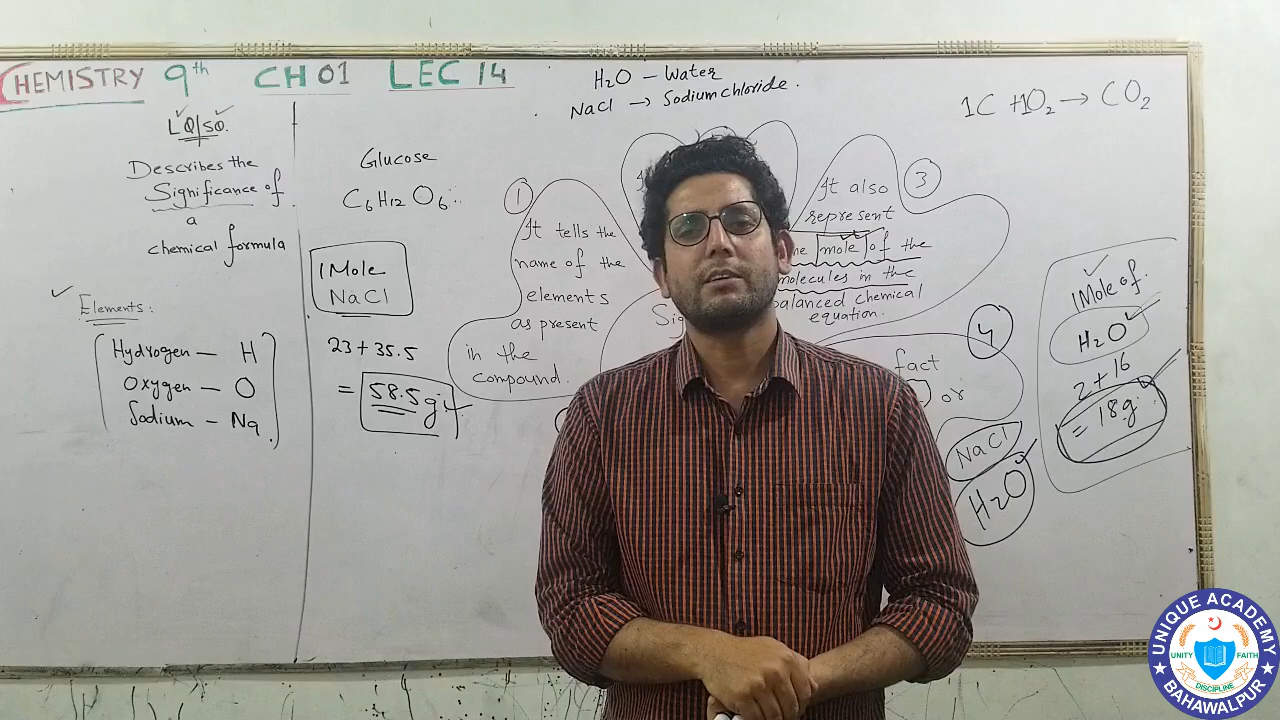 CHEMISTRY 9th CH 01 LEC 14
LQ/SQ.
Describes the
Significance of
a
chemical formula
Elements:
Hydrogen — H
Oxygen — O
Sodium — Na
Glucose
C6H12O6
1 Mole
NaCl
23 + 35.5
= 58.5g
H2O — Water
NaCl → Sodium chloride.
1C + 1O2 → CO2
1
It tells the
name of the
elements
as present
in the
compound.
3
It also
represent
mole of the
molecules in the
balanced chemical
equation.
4
fact
or
NaCl
H2O
1 Mole of
H2O
2 + 16
= 18g
UNIQUE ACADEMY
UNITY FAITH
DISCIPLINE
BAHAWALPUR